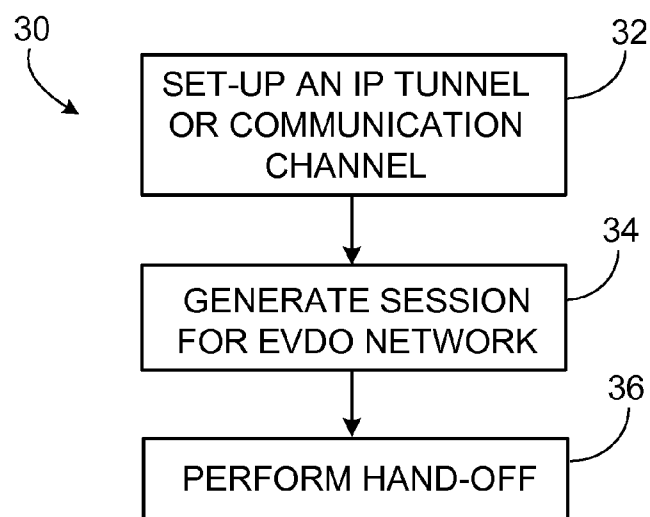 30
32
SET-UP AN IP TUNNEL
OR COMMUNICATION
CHANNEL
34
GENERATE SESSION
FOR EVDO NETWORK
36
PERFORM HAND-OFF